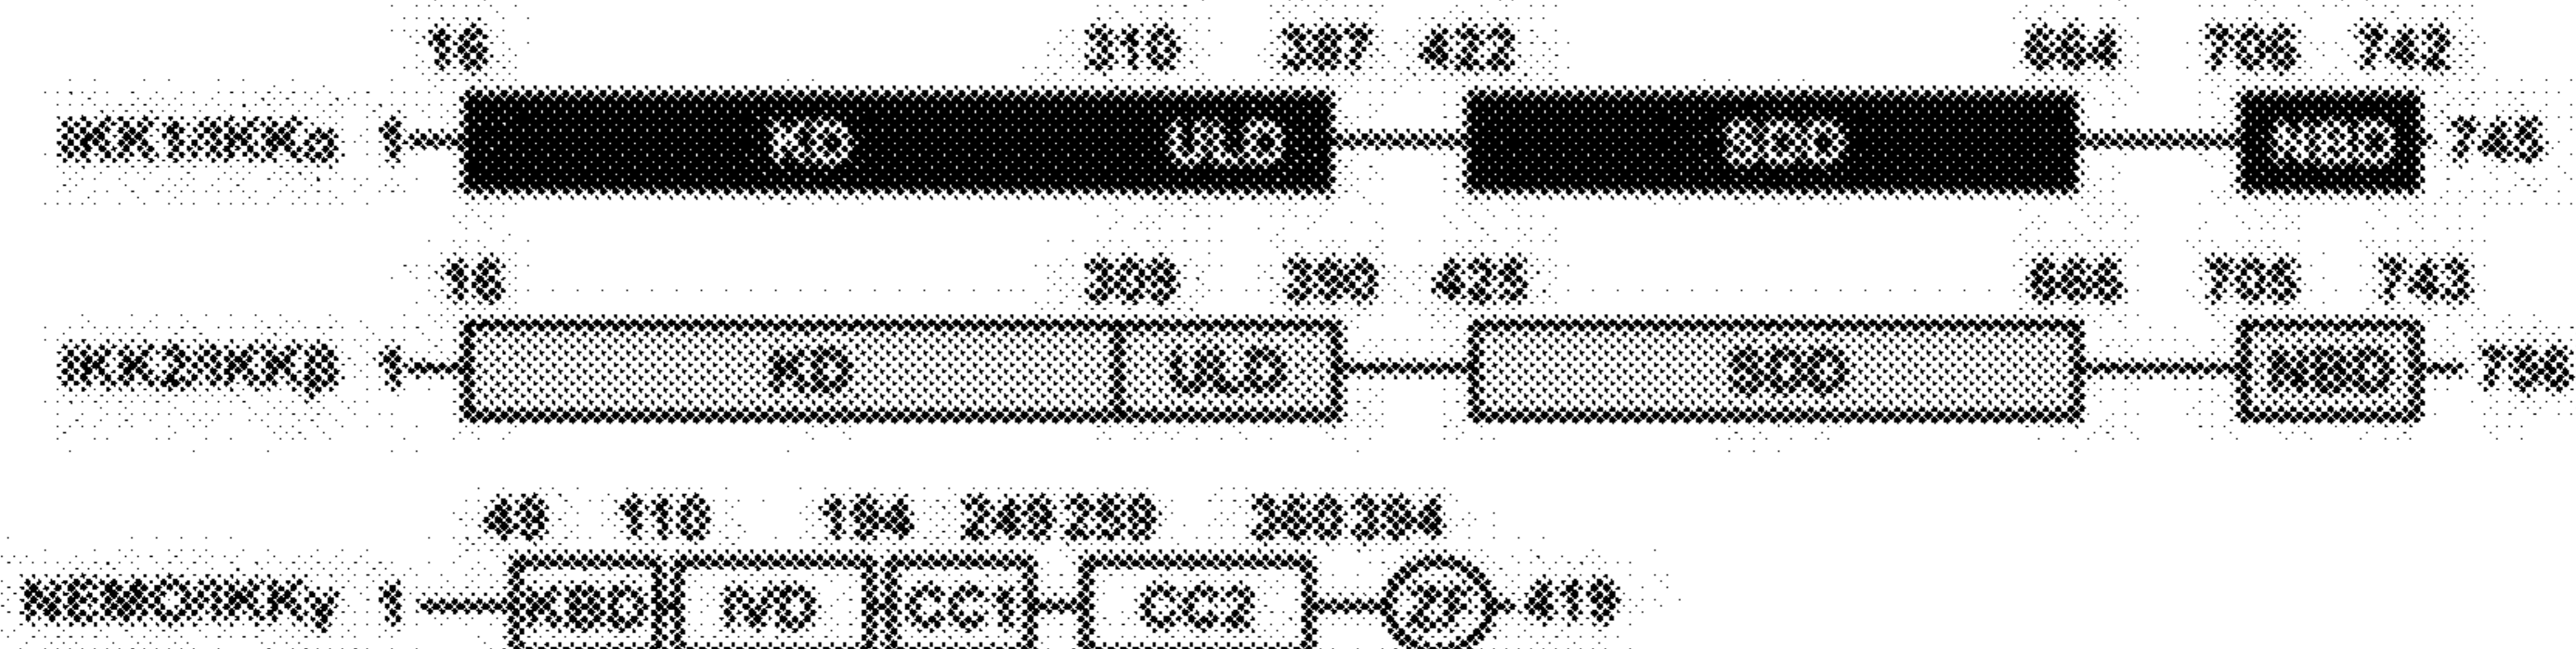 16 310 387 422 664 706 742
IKK1/IKKα 1 KD ULD SDD NBD 745
16 309 390 425 666 705 743
IKK2/IKKβ 1 KD ULD SDD NBD 756
49 110 194 249 259 394
NEMO/IKKγ 1 KBD IVD CC1 CC2 ZF 419